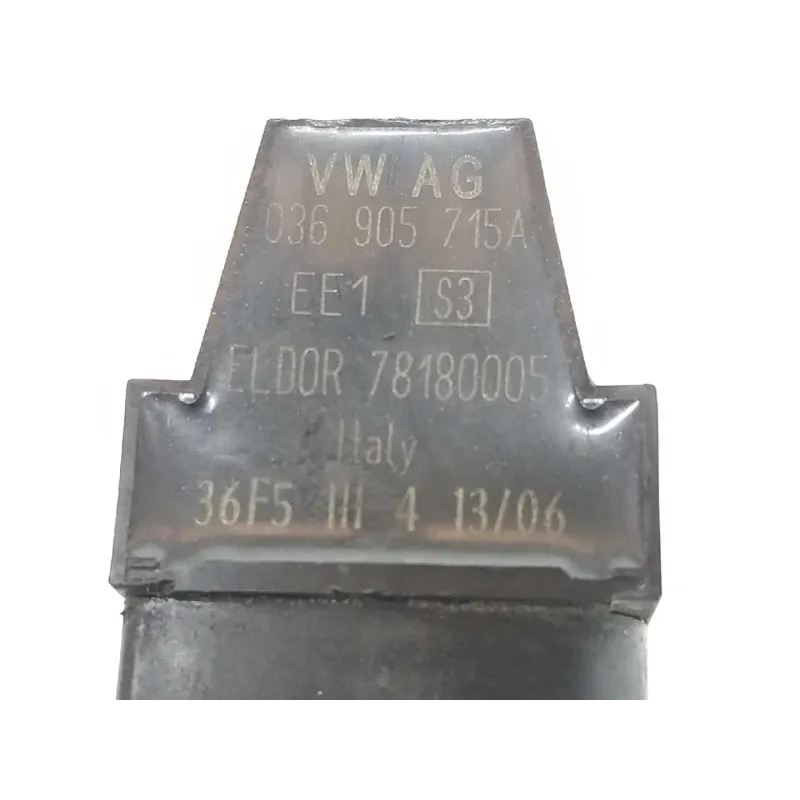 VW AG
036 905 715A
EE1 S3
ELDOR 78180005
Italy
36F5 III 4 13/06